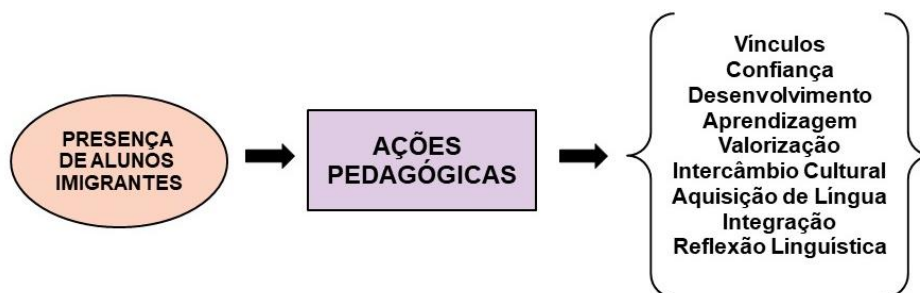 PRESENÇA
DE ALUNOS
IMIGRANTES
AÇÕES
PEDAGÓGICAS
Vínculos
Confiança
Desenvolvimento
Aprendizagem
Valorização
Intercâmbio Cultural
Aquisição de Língua
Integração
Reflexão Linguística